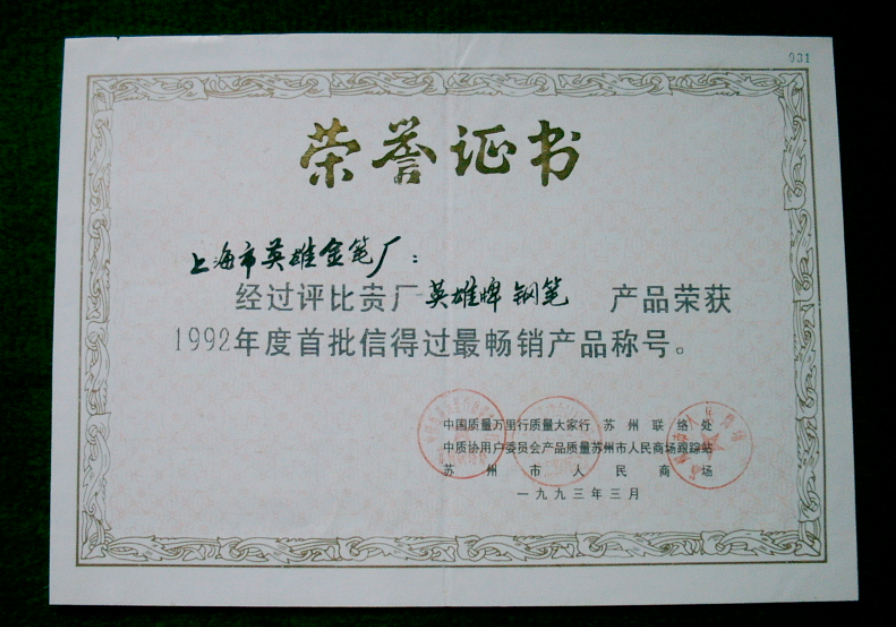 031
荣誉证书
上海市英雄金笔厂：
经过评比贵厂英雄牌钢笔 产品荣获
1992年度首批信得过最畅销产品称号。
中国质量万里行质量大家行 苏州联络处
中质协用户委员会产品质量苏州市人民商场跟踪站
苏州市人民商场
一九九三年三月